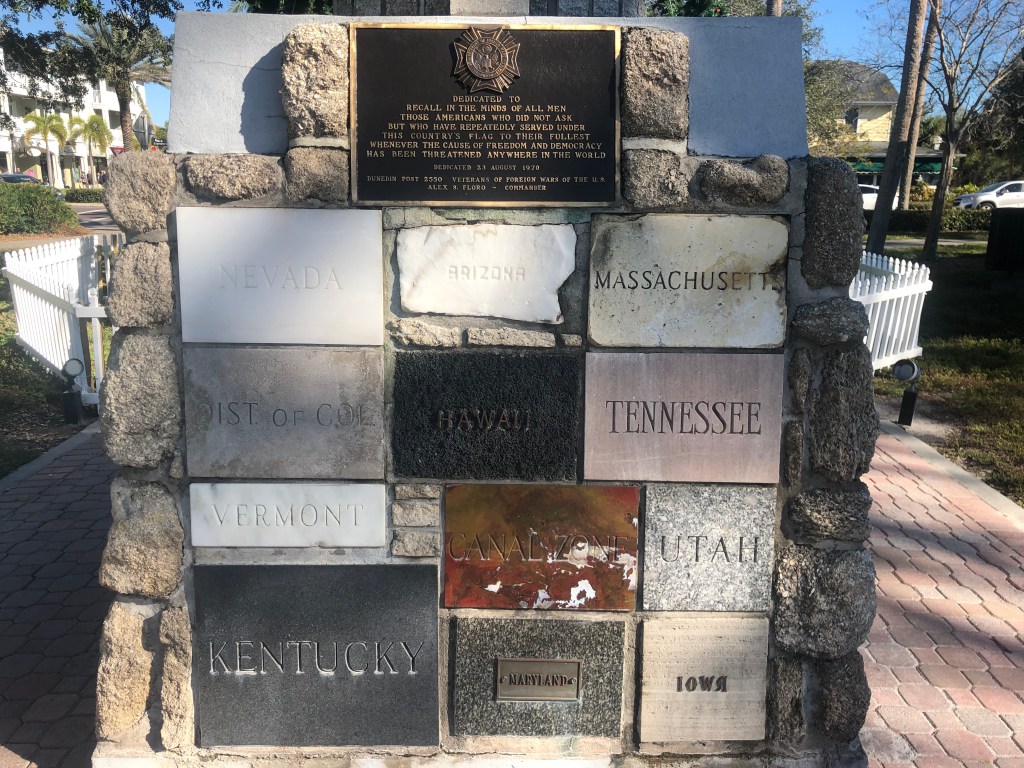 DEDICATED TO
RECALL IN THE MINDS OF ALL MEN
THOSE AMERICANS WHO DID NOT ASK
BUT WHO HAVE REPEATEDLY SERVED UNDER
THIS COUNTRY'S FLAG TO THEIR FULLEST
WHENEVER THE CAUSE OF FREEDOM AND DEMOCRACY
HAS BEEN THREATENED ANYWHERE IN THE WORLD
DEDICATED 23 AUGUST 1970
DUNEDIN POST 2550 VETERANS OF FOREIGN WARS OF THE U.S.
ALEX S. FLORO - COMMANDER
NEVADA
ARIZONA
MASSACHUSETTS
DIST. OF COL.
HAWAII
TENNESSEE
VERMONT
CANAL ZONE
UTAH
KENTUCKY
MARYLAND
IOWA